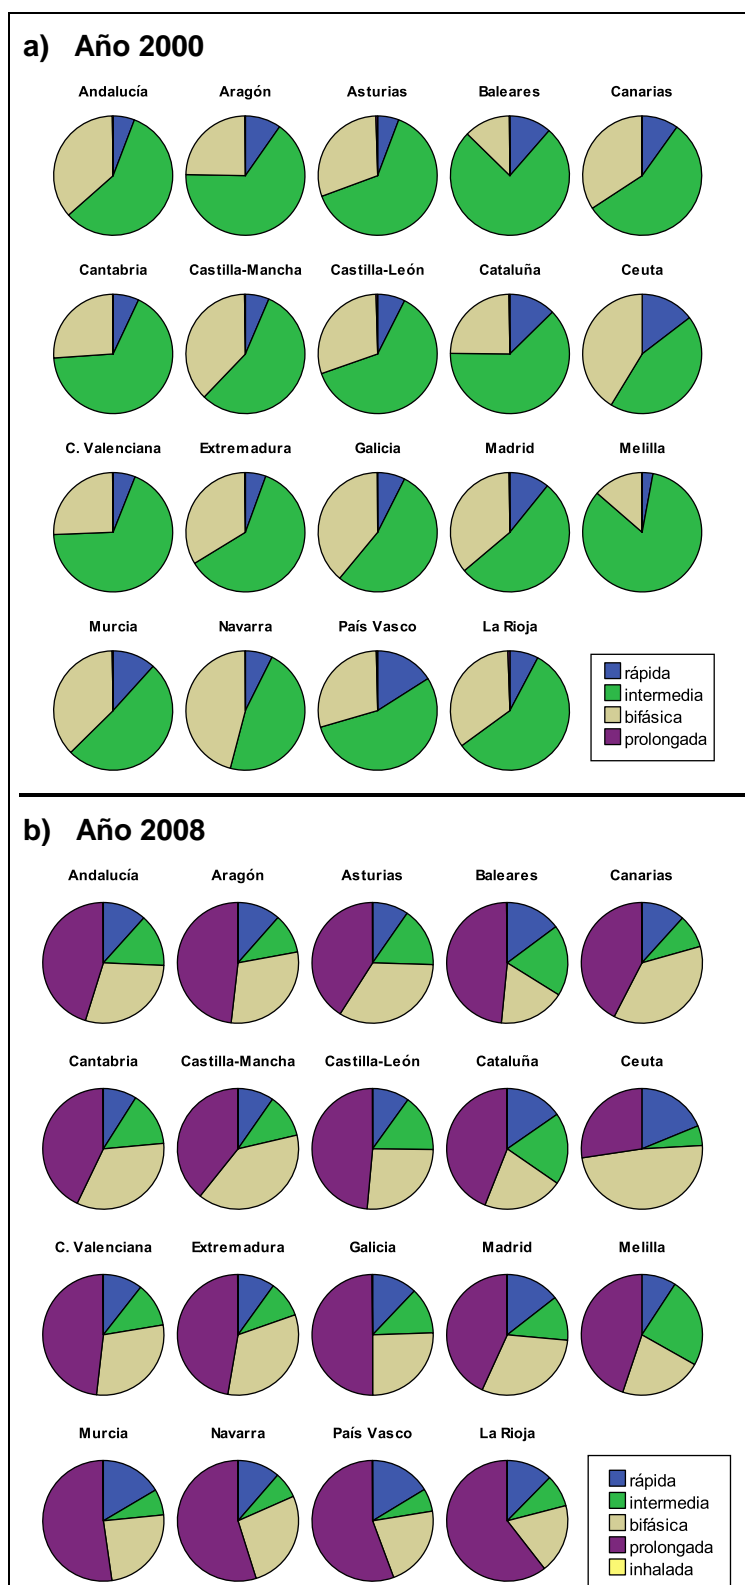 a) Año 2000
Andalucía Aragón Asturias Baleares Canarias
Cantabria Castilla-Mancha Castilla-León Cataluña Ceuta
C. Valenciana Extremadura Galicia Madrid Melilla
Murcia Navarra País Vasco La Rioja
rápida
intermedia
bifásica
prolongada
b) Año 2008
Andalucía Aragón Asturias Baleares Canarias
Cantabria Castilla-Mancha Castilla-León Cataluña Ceuta
C. Valenciana Extremadura Galicia Madrid Melilla
Murcia Navarra País Vasco La Rioja
rápida
intermedia
bifásica
prolongada
inhalada